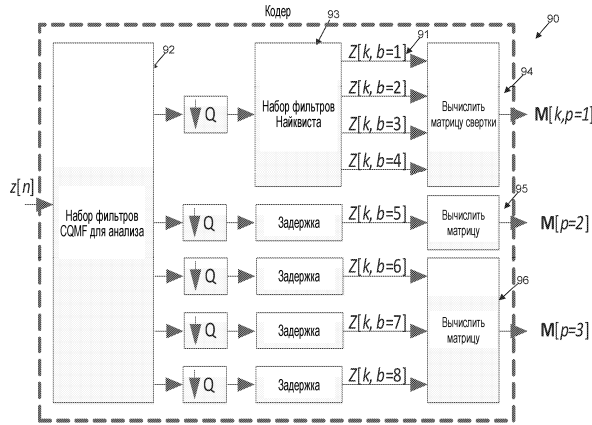 Кодер
90
92
93
91
94
Z[k, b=1]
Z[k, b=2]
Z[k, b=3]
Z[k, b=4]
Q
Набор фильтров
Найквиста
Вычислить
матрицу свертки
M[k,p=1]
z[n]
Набор фильтров
CQMF для анализа
Q
Задержка
Z[k, b=5]
Вычислить
матрицу
95
M[p=2]
Q
Задержка
Z[k, b=6]
96
Q
Задержка
Z[k, b=7]
Вычислить
матрицу
M[p=3]
Q
Задержка
Z[k, b=8]